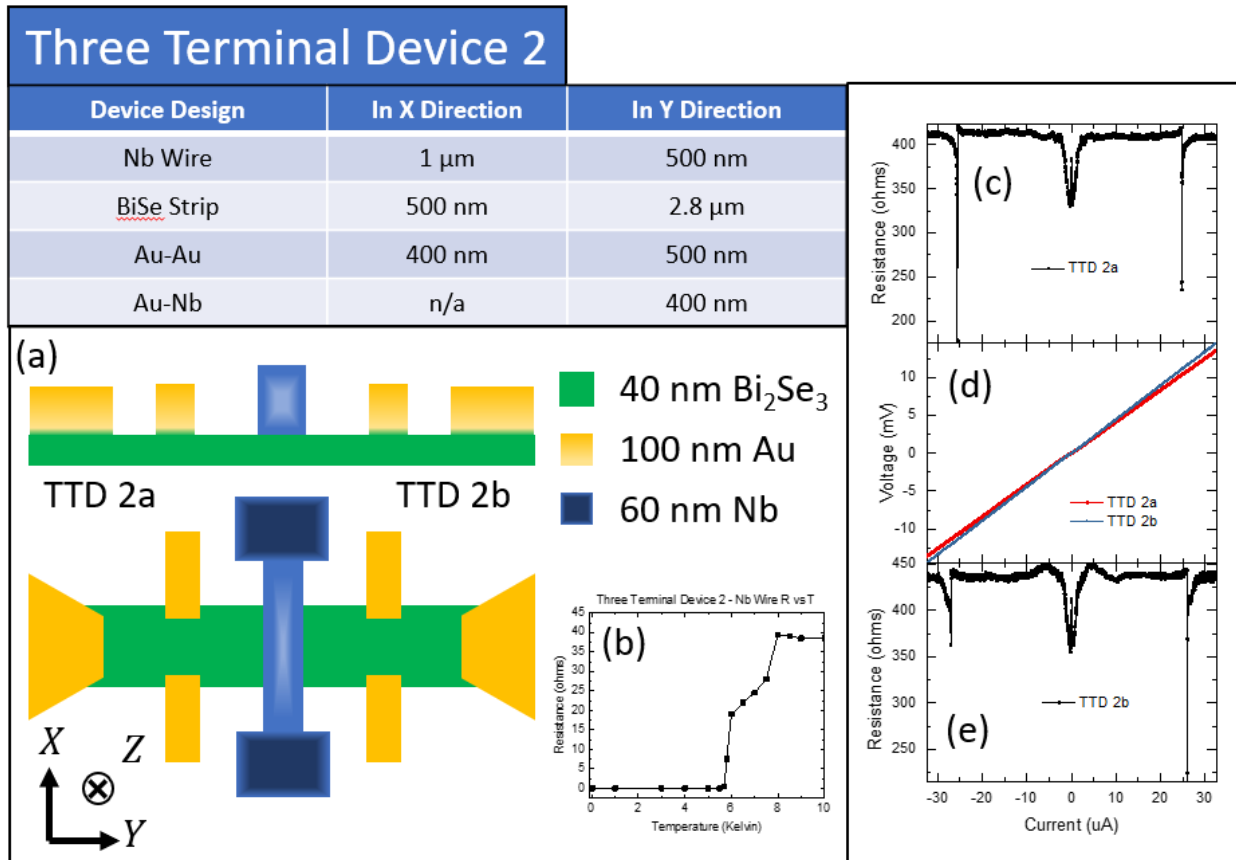 Three Terminal Device 2
Device Design In X Direction In Y Direction
Nb Wire 1 μm 500 nm
BiSe Strip 500 nm 2.8 μm
Au-Au 400 nm 500 nm
Au-Nb n/a 400 nm
(a)
TTD 2a TTD 2b
40 nm Bi₂Se₃
100 nm Au
60 nm Nb
X
Z
Y
Three Terminal Device 2 - Nb Wire R vs T
(b)
45
40
35
30
25
20
15
10
5
0
Resistance (ohms)
0 2 4 6 8 10
Temperature (Kelvin)
(c)
400
350
300
250
200
Resistance (ohms)
TTD 2a
(d)
10
5
0
-5
-10
Voltage (mV)
TTD 2a
TTD 2b
450
400
350
300
250
Resistance (ohms)
TTD 2b
(e)
-30 -20 -10 0 10 20 30
Current (uA)